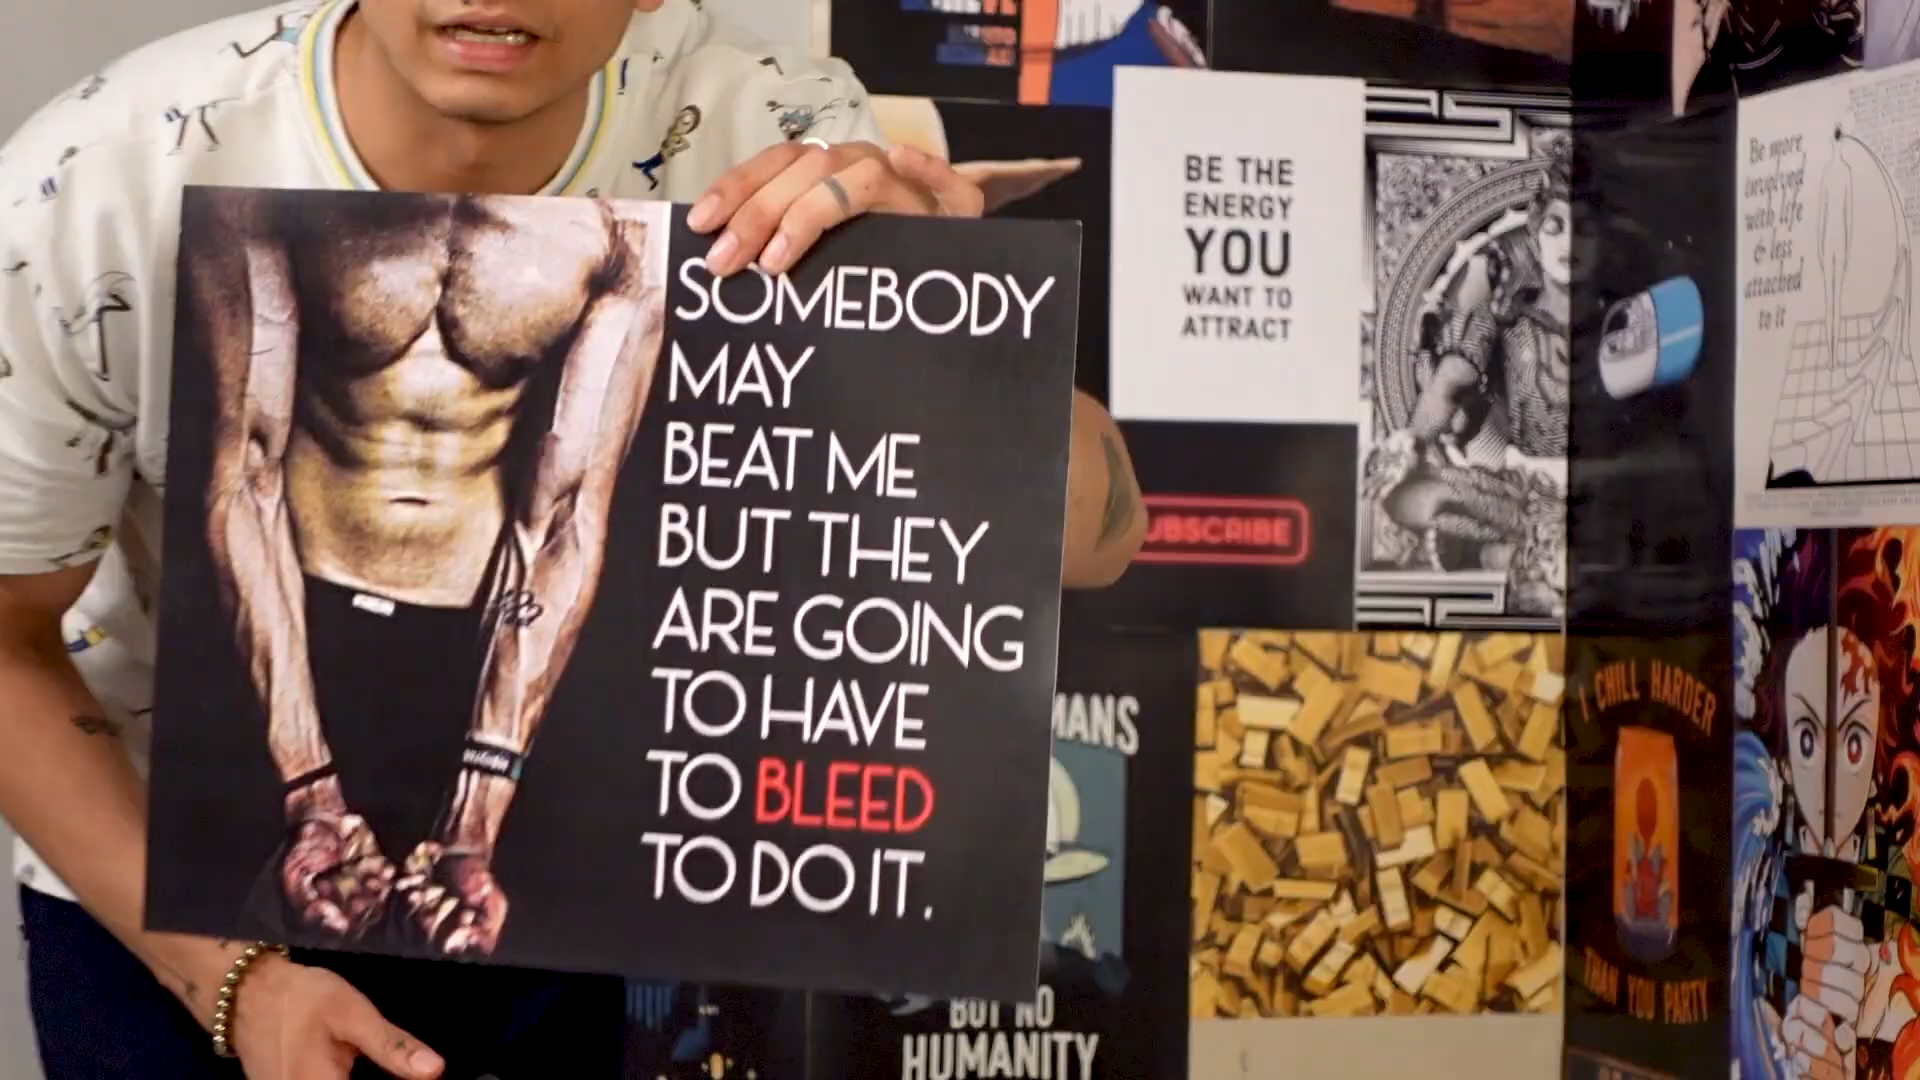 SOMEBODY
MAY
BEAT ME
BUT THEY
ARE GOING
TO HAVE
TO BLEED
TO DO IT.
BE THE
ENERGY
YOU
WANT TO
ATTRACT
UBSCRIBE
Be more
involved
with life
& less
attached
to it
MANS
BUT NO
HUMANITY
I CHILL HARDER
THAN YOU PARTY